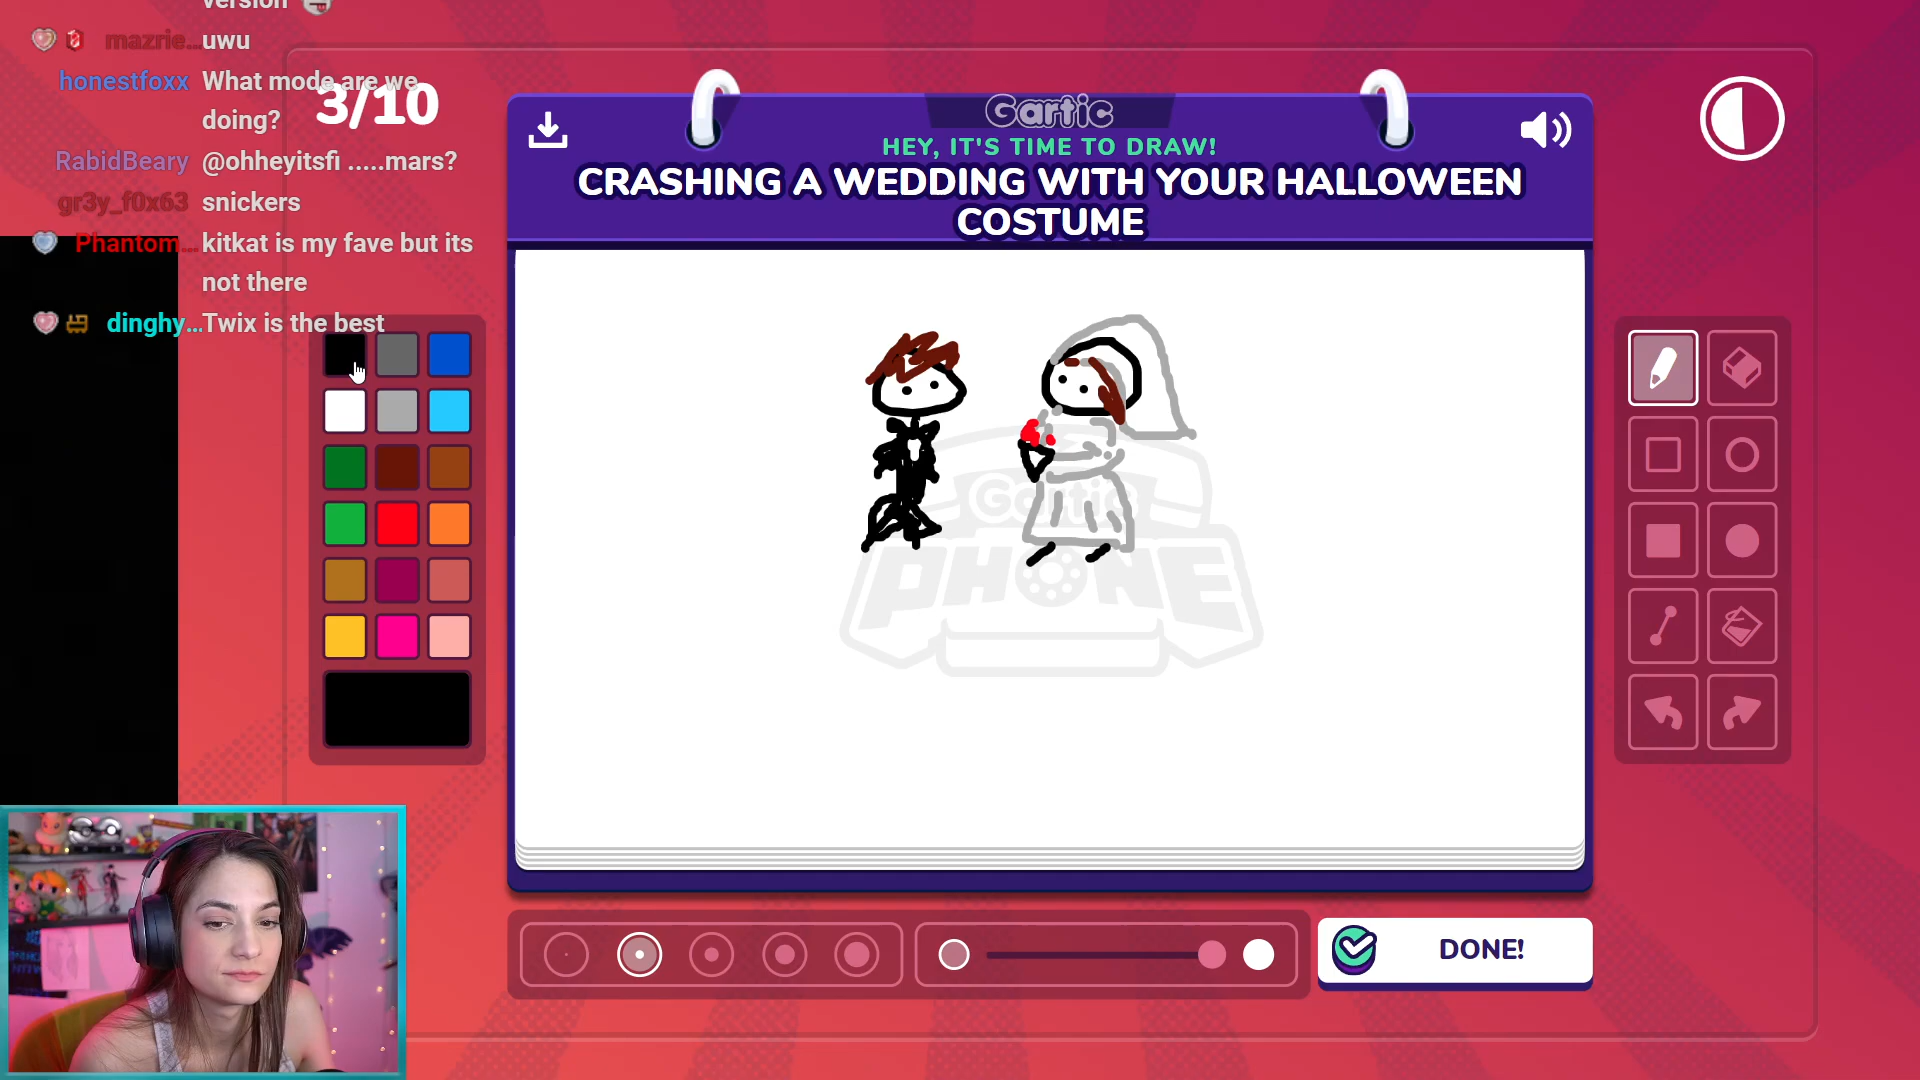 version
mazrie... uwu
honestfoxx What mode are we
doing?
RabidBeary @ohheyitsfi .....mars?
gr3y_f0x63 snickers
Phantom... kitkat is my fave but its
not there
dinghy... Twix is the best
3/10
Gartic
HEY, IT'S TIME TO DRAW!
CRASHING A WEDDING WITH YOUR HALLOWEEN
COSTUME
Gartic
PHONE
DONE!